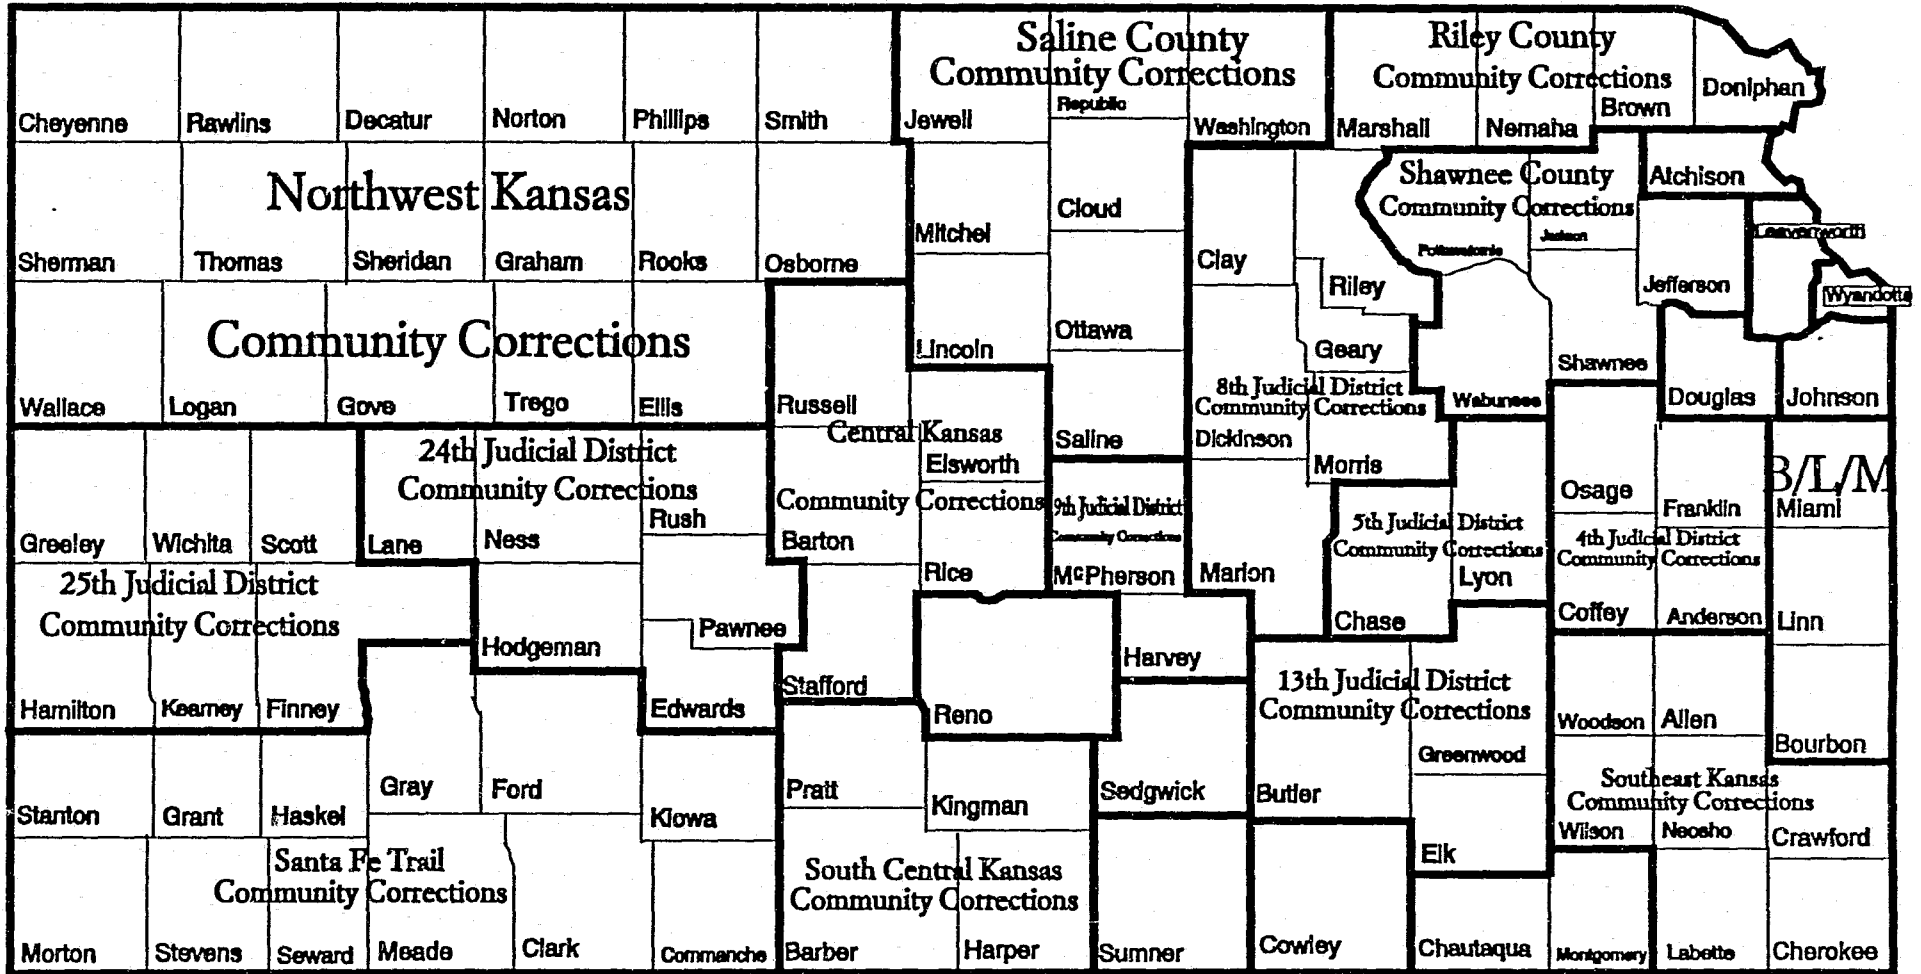 Saline County
Community Corrections
Riley County
Community Corrections
Cheyenne
Rawlins
Decatur
Norton
Phillips
Smith
Jewell
Republic
Washington
Marshall
Nemaha
Brown
Doniphan
Northwest Kansas
Shawnee County
Community Corrections
Atchison
Sherman
Thomas
Sheridan
Graham
Rooks
Osborne
Mitchel
Cloud
Clay
Riley
Pottawatomie
Jackson
Jefferson
Leavenworth
Wyandotte
Community Corrections
Wallace
Logan
Gove
Trego
Ellis
Russell
Lincoln
Ottawa
Geary
8th Judicial District
Community Corrections
Wabunsee
Shawnee
Douglas
Johnson
24th Judicial District
Community Corrections
Central Kansas
Elsworth
Community Corrections
Saline
Dickinson
Morris
Osage
Franklin
B/L/M
Miami
Greeley
Wichita
Scott
Lane
Ness
Rush
Barton
Rice
9th Judicial District
Community Corrections
McPherson
Marion
5th Judicial District
Community Corrections
Lyon
Chase
4th Judicial District
Community Corrections
Coffey
Anderson
Linn
25th Judicial District
Community Corrections
Hamilton
Kearney
Finney
Hodgeman
Pawnee
Edwards
Stafford
Reno
Harvey
13th Judicial District
Community Corrections
Greenwood
Woodson
Allen
Bourbon
Stanton
Grant
Haskel
Gray
Ford
Kiowa
Pratt
Kingman
Sedgwick
Butler
Elk
Southeast Kansas
Community Corrections
Wilson
Neosho
Crawford
Santa Fe Trail
Community Corrections
South Central Kansas
Community Corrections
Morton
Stevens
Seward
Meade
Clark
Commanche
Barber
Harper
Sumner
Cowley
Chautaqua
Montgomery
Labette
Cherokee